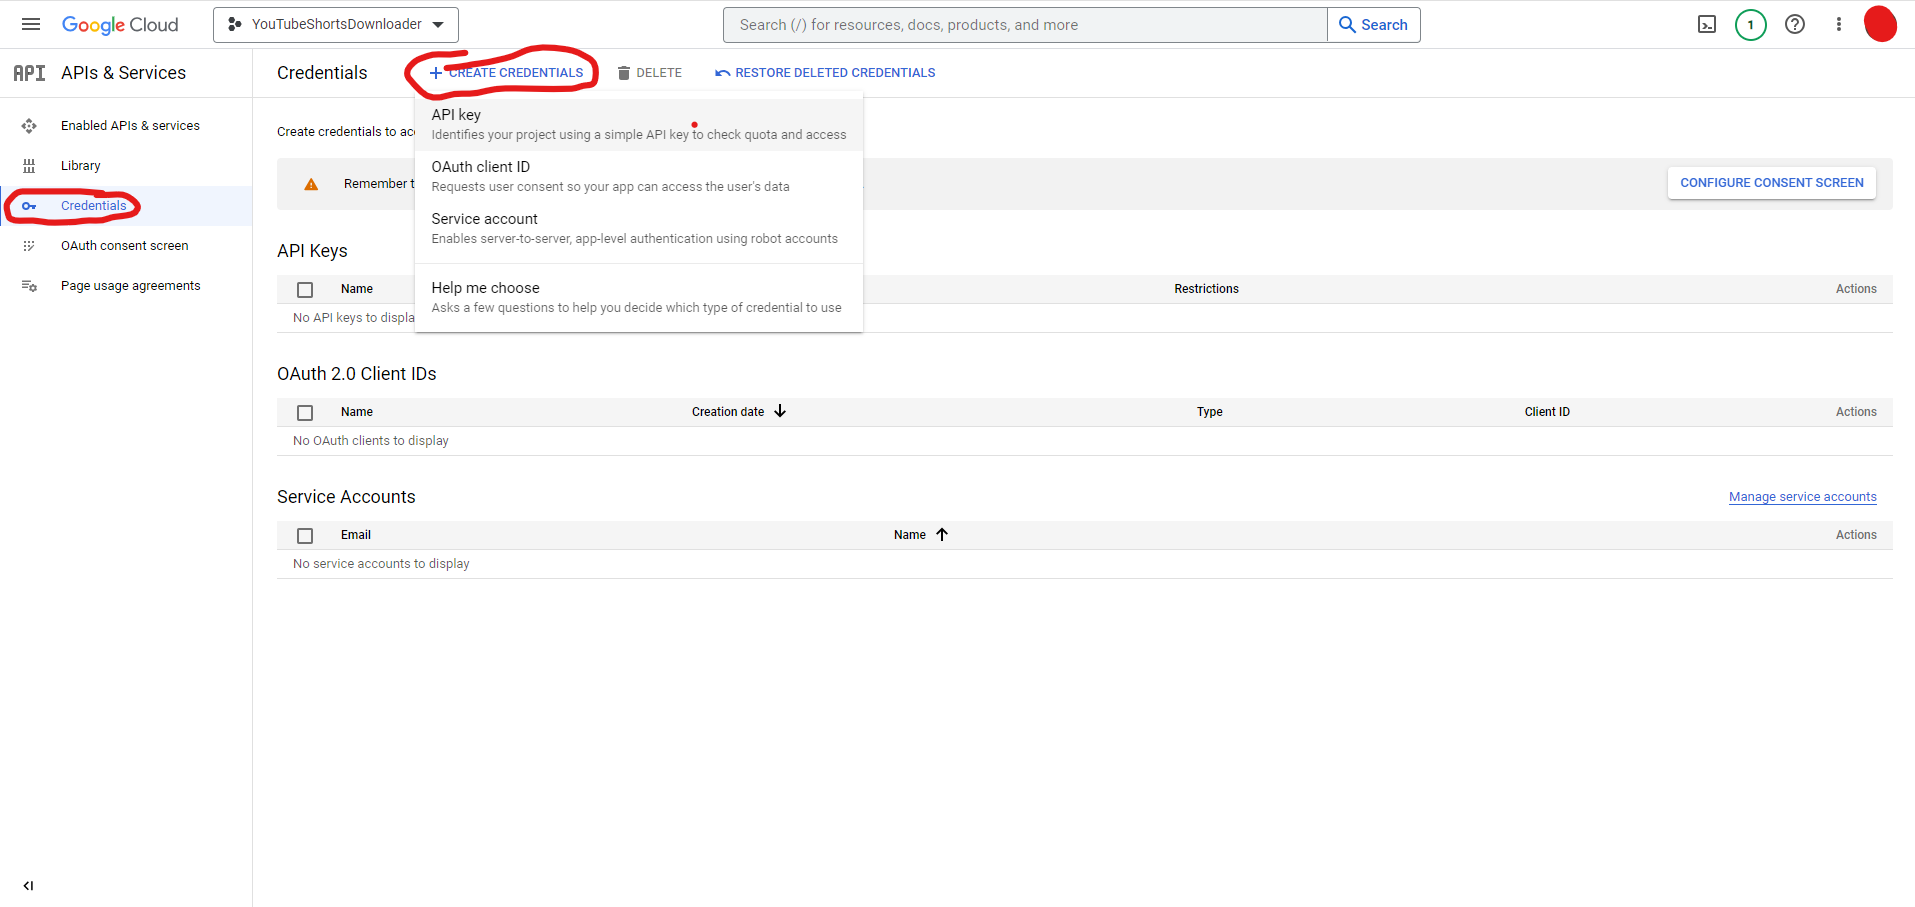 Google Cloud
YouTubeShortsDownloader
Search (/) for resources, docs, products, and more
Search
1
API
APIs & Services
Credentials
CREATE CREDENTIALS
DELETE
RESTORE DELETED CREDENTIALS
Enabled APIs & services
Library
Credentials
OAuth consent screen
Page usage agreements
Create credentials to acc
API key
Identifies your project using a simple API key to check quota and access
OAuth client ID
Requests user consent so your app can access the user's data
Service account
Enables server-to-server, app-level authentication using robot accounts
Help me choose
Asks a few questions to help you decide which type of credential to use
Remember t
CONFIGURE CONSENT SCREEN
API Keys
Name
Restrictions
Actions
No API keys to displa
OAuth 2.0 Client IDs
Name
Creation date
Type
Client ID
Actions
No OAuth clients to display
Service Accounts
Manage service accounts
Email
Name
Actions
No service accounts to display